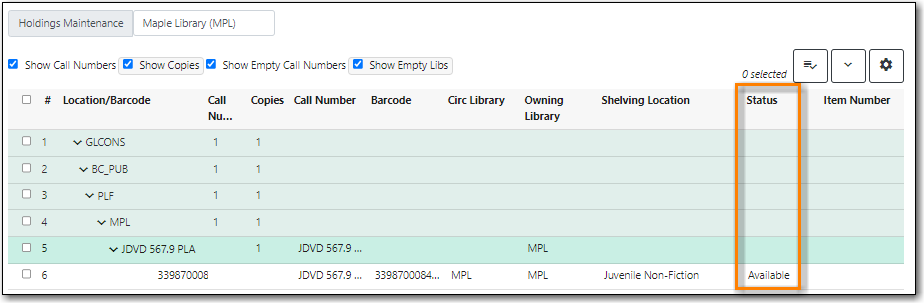 Holdings Maintenance Maple Library (MPL)
Show Call Numbers Show Copies Show Empty Call Numbers Show Empty Libs
0 selected
# Location/Barcode Call Nu... Copies Call Number Barcode Circ Library Owning Library Shelving Location Status Item Number
1 GLCONS 1 1
2 BC_PUB 1 1
3 PLF 1 1
4 MPL 1 1
5 JDVD 567.9 PLA 1 JDVD 567.9 ... MPL
6 339870008 JDVD 567.9 ...3398700084... MPL MPL Juvenile Non-Fiction Available